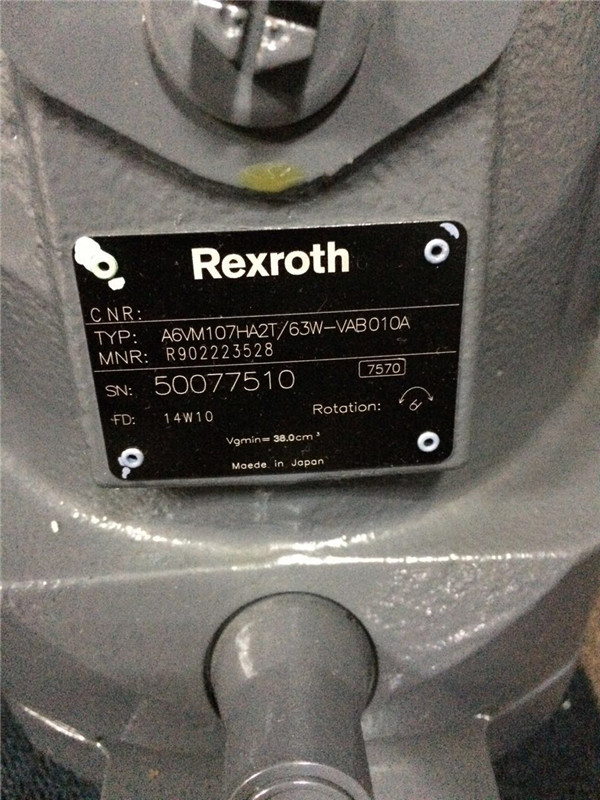 Rexroth
CNR:
TYP: A6VM107HA2T/63W-VAB010A
MNR: R902223528
SN: 50077510 7570
FD: 14W10 Rotation:
Vgmin= 38.0cm³
Maede in Japan